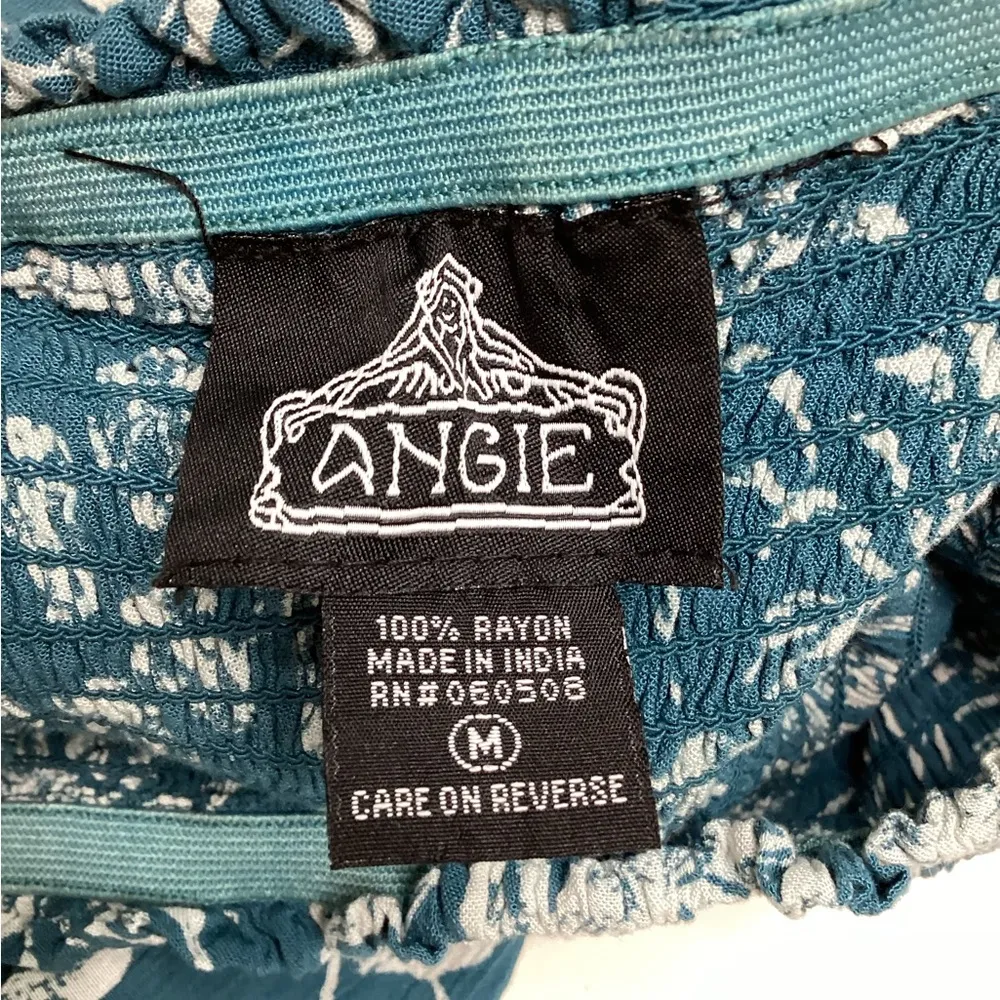 ANGIE
100% RAYON
MADE IN INDIA
RN#060508
M
CARE ON REVERSE